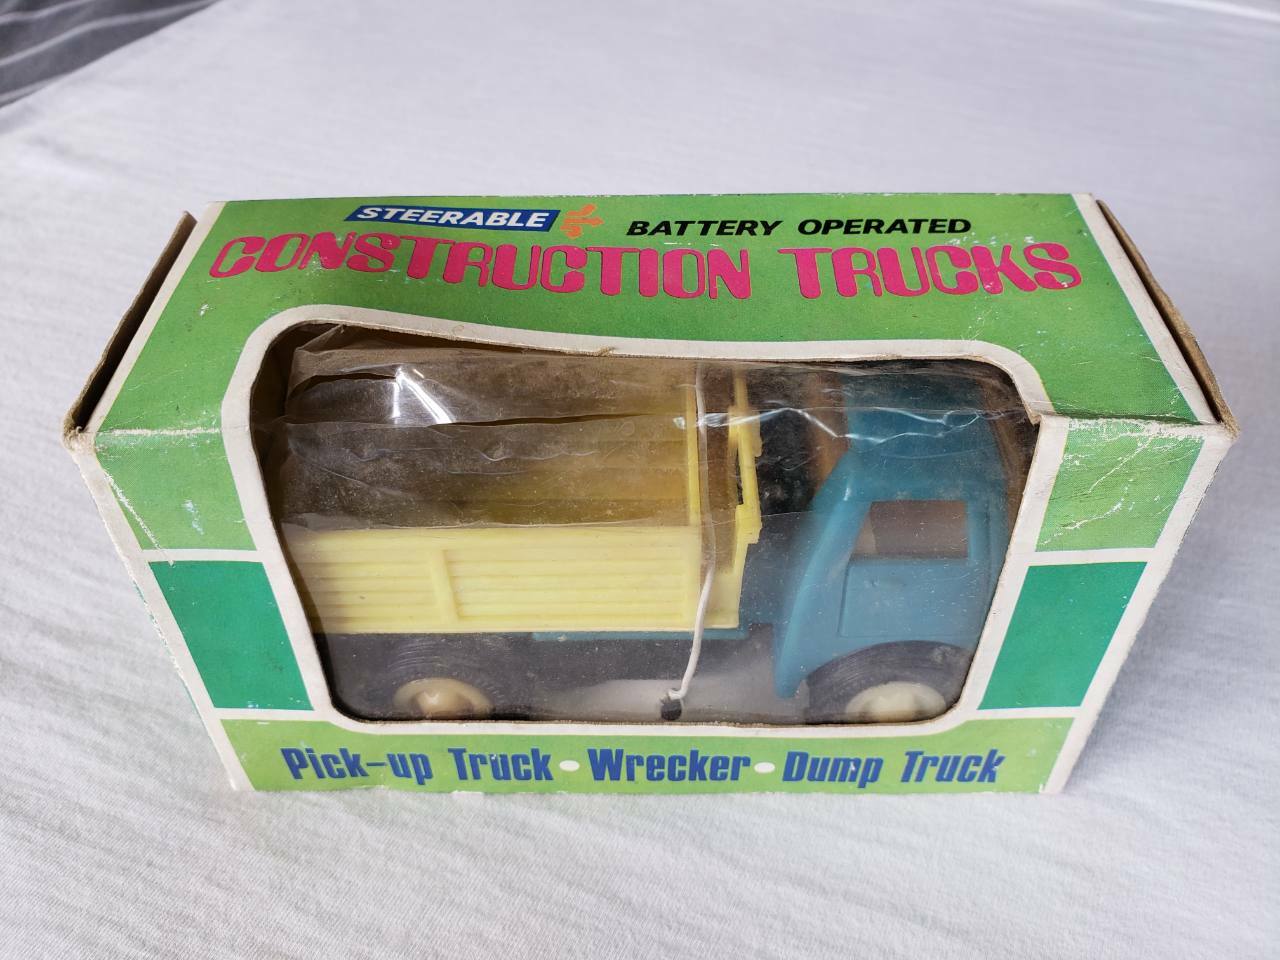 STEERABLE BATTERY OPERATED
CONSTRUCTION TRUCKS
Pick-up Truck • Wrecker • Dump Truck